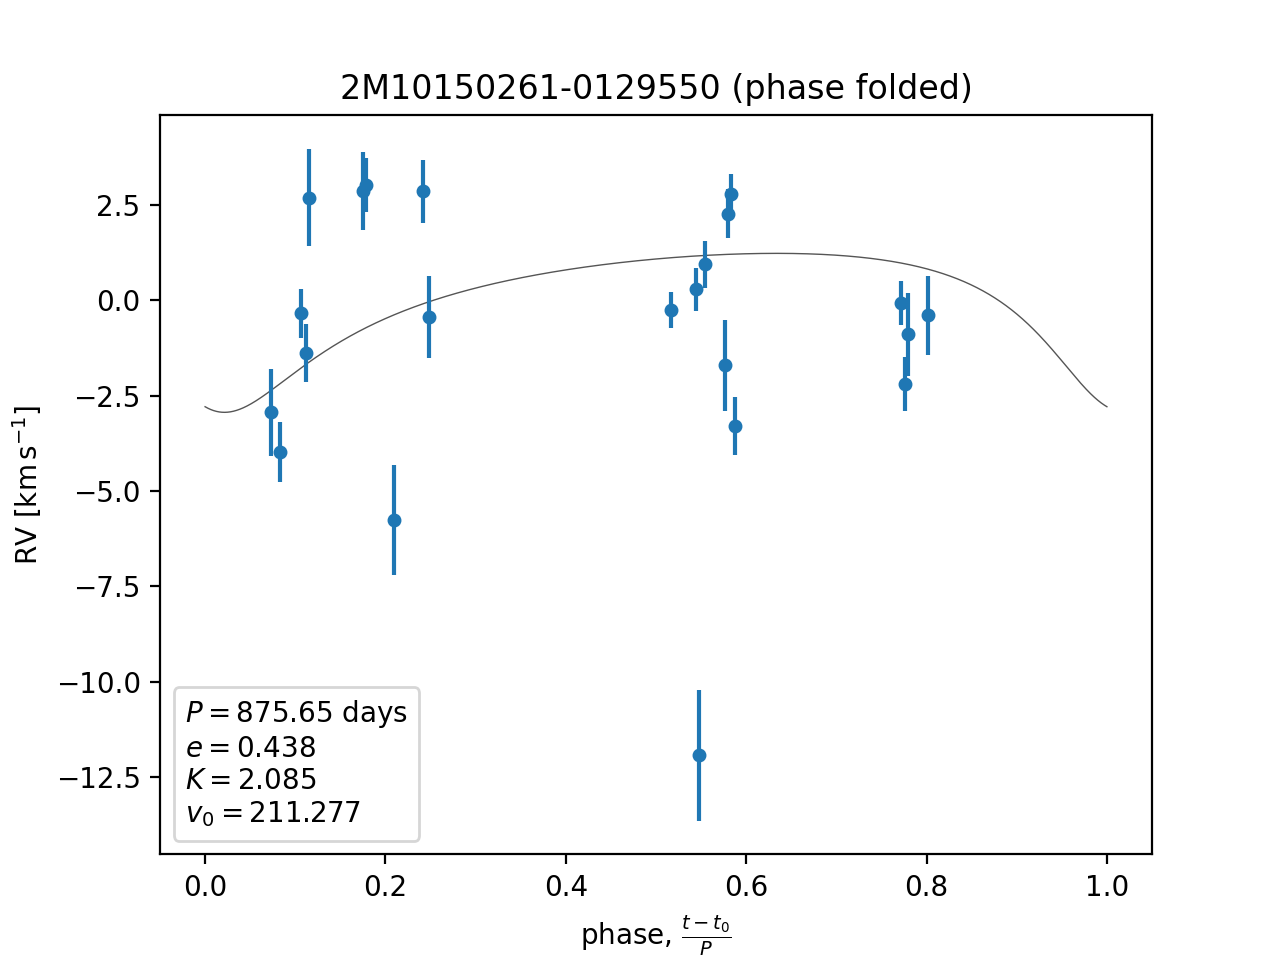 2M10150261-0129550 (phase folded)
RV [km s⁻¹]
2.5
0.0
−2.5
−5.0
−7.5
−10.0
−12.5
P = 875.65 days
e = 0.438
K = 2.085
v₀ = 211.277
0.0 0.2 0.4 0.6 0.8 1.0
phase, (t − t₀)/P